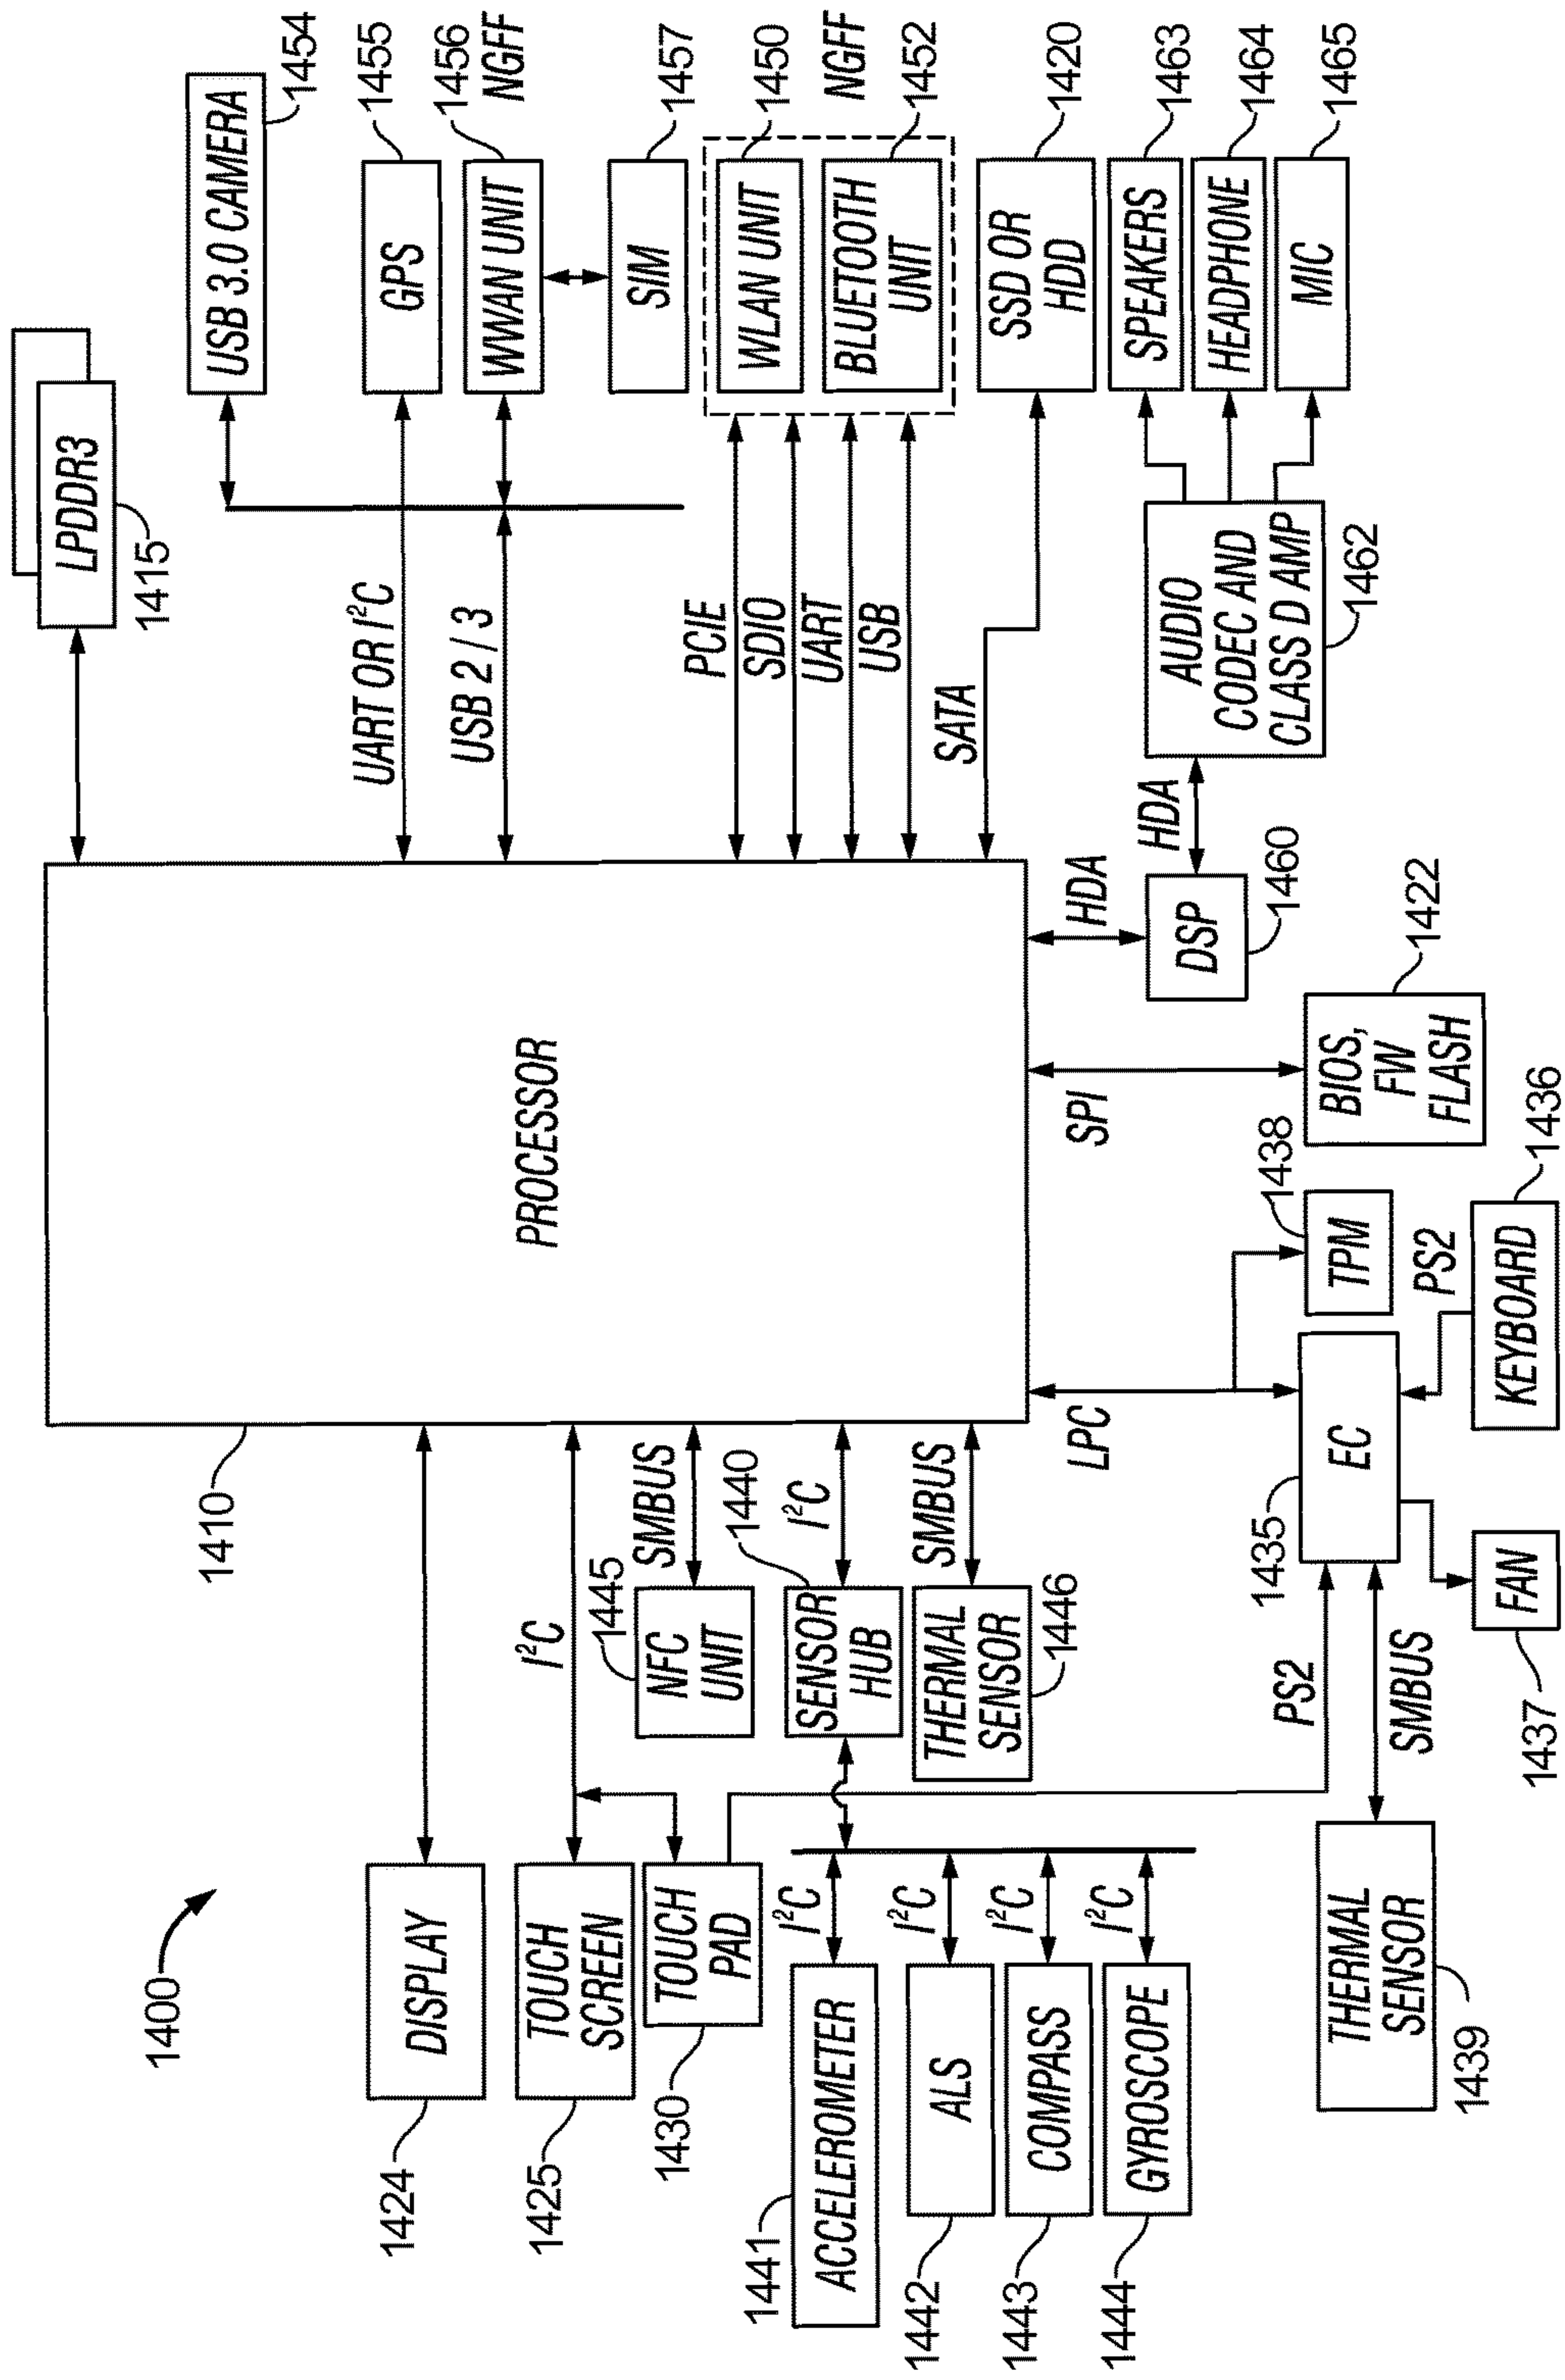 1400
1410
PROCESSOR
LPDDR3
1415
USB 3.0 CAMERA
1454
UART OR I²C
GPS
1455
USB 2 / 3
WWAN UNIT
1456
NGFF
SIM
1457
PCIE
SDIO
UART
USB
WLAN UNIT
1450
BLUETOOTH
UNIT
1452
NGFF
SATA
SSD OR
HDD
1420
HDA
DSP
1460
HDA
AUDIO
CODEC AND
CLASS D AMP
1462
SPEAKERS
1463
HEADPHONE
1464
MIC
1465
SPI
BIOS,
FW
FLASH
1422
LPC
TPM
1438
EC
1435
PS2
KEYBOARD
1436
FAN
1437
PS2
SMBUS
THERMAL
SENSOR
1439
DISPLAY
1424
I²C
TOUCH
SCREEN
1425
TOUCH
PAD
1430
SMBUS
NFC
UNIT
1445
I²C
SENSOR
HUB
1440
SMBUS
THERMAL
SENSOR
1446
I²C
ACCELEROMETER
1441
I²C
ALS
1442
I²C
COMPASS
1443
I²C
GYROSCOPE
1444